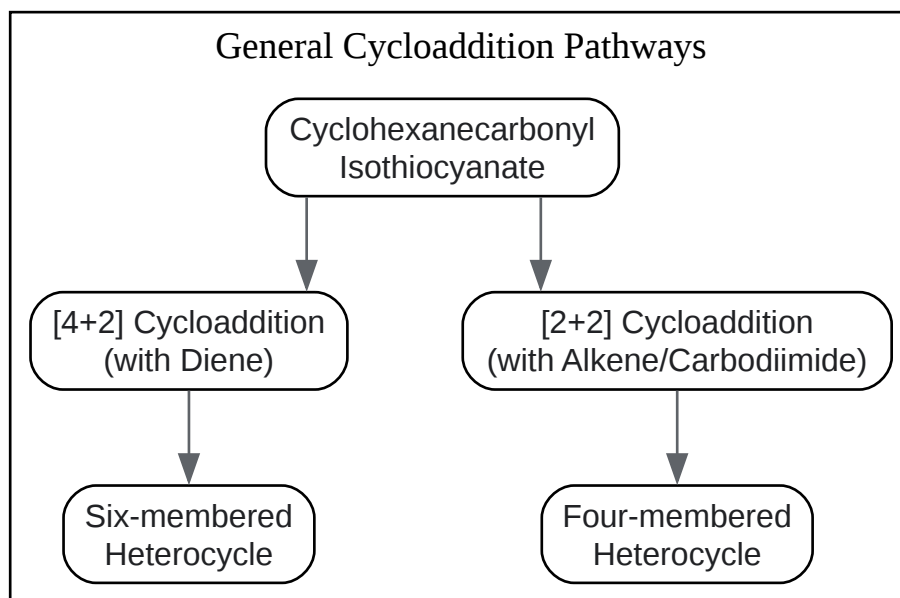 General Cycloaddition Pathways
Cyclohexanecarbonyl
Isothiocyanate
[4+2] Cycloaddition
(with Diene)
[2+2] Cycloaddition
(with Alkene/Carbodiimide)
Six-membered
Heterocycle
Four-membered
Heterocycle